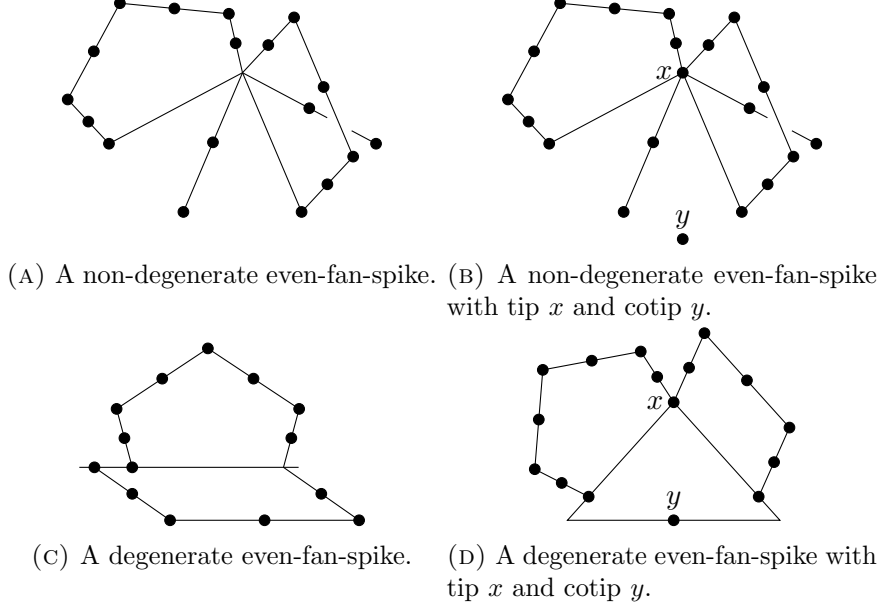 x
y
(A) A non-degenerate even-fan-spike.
(B) A non-degenerate even-fan-spike
with tip x and cotip y.
x
y
(C) A degenerate even-fan-spike.
(D) A degenerate even-fan-spike with
tip x and cotip y.